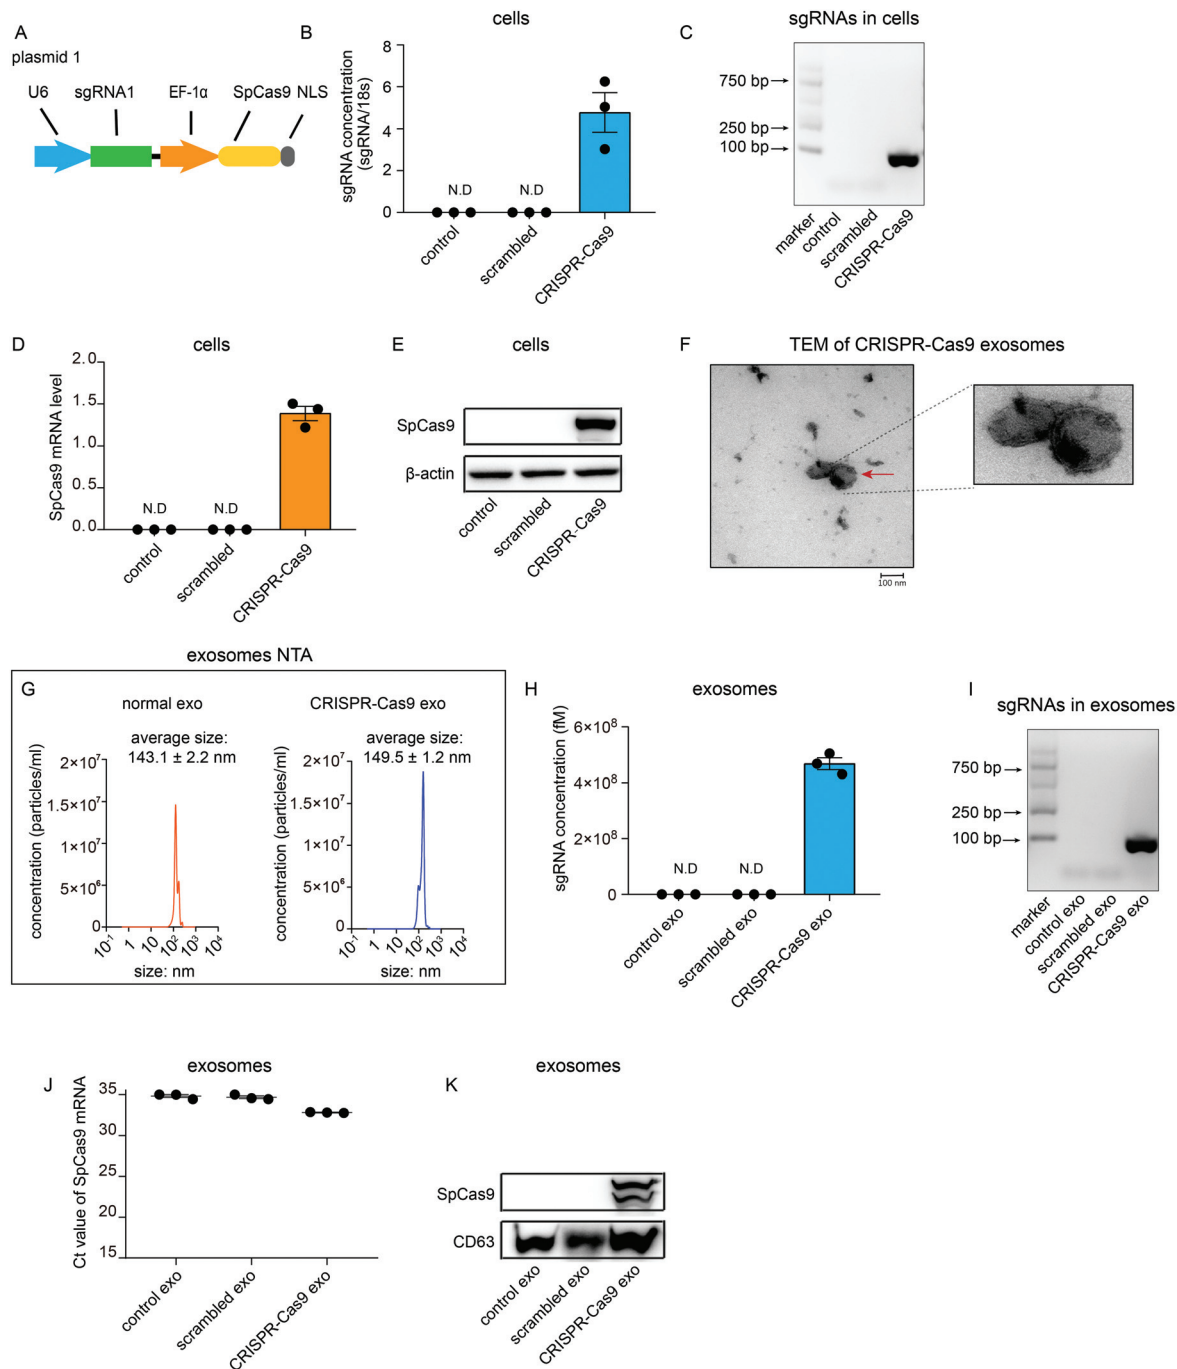 A
plasmid 1
U6 sgRNA1 EF-1α SpCas9 NLS
B
cells
sgRNA concentration
(sgRNA/18s)
8
6
4
2
0
N.D
N.D
control
scrambled
CRISPR-Cas9
C
sgRNAs in cells
750 bp
250 bp
100 bp
marker
control
scrambled
CRISPR-Cas9
D
cells
SpCas9 mRNA level
2.0
1.5
1.0
0.5
0.0
N.D
N.D
control
scrambled
CRISPR-Cas9
E
cells
SpCas9
β-actin
control
scrambled
CRISPR-Cas9
F
TEM of CRISPR-Cas9 exosomes
100 nm
exosomes NTA
G
normal exo
average size:
143.1 ± 2.2 nm
concentration (particles/ml)
2×10⁷
1.5×10⁷
1×10⁷
5×10⁶
0
10⁻¹ 1 10 10² 10³ 10⁴
size: nm
CRISPR-Cas9 exo
average size:
149.5 ± 1.2 nm
concentration (particles/ml)
2×10⁷
1.5×10⁷
1×10⁷
5×10⁶
0
10⁻¹ 1 10 10² 10³ 10⁴
size: nm
H
exosomes
sgRNA concentration (fM)
6×10⁸
4×10⁸
2×10⁸
0
N.D
N.D
control exo
scrambled exo
CRISPR-Cas9 exo
I
sgRNAs in exosomes
750 bp
250 bp
100 bp
marker
control exo
scrambled exo
CRISPR-Cas9 exo
J
exosomes
Ct value of SpCas9 mRNA
35
30
25
20
15
control exo
scrambled exo
CRISPR-Cas9 exo
K
exosomes
SpCas9
CD63
control exo
scrambled exo
CRISPR-Cas9 exo